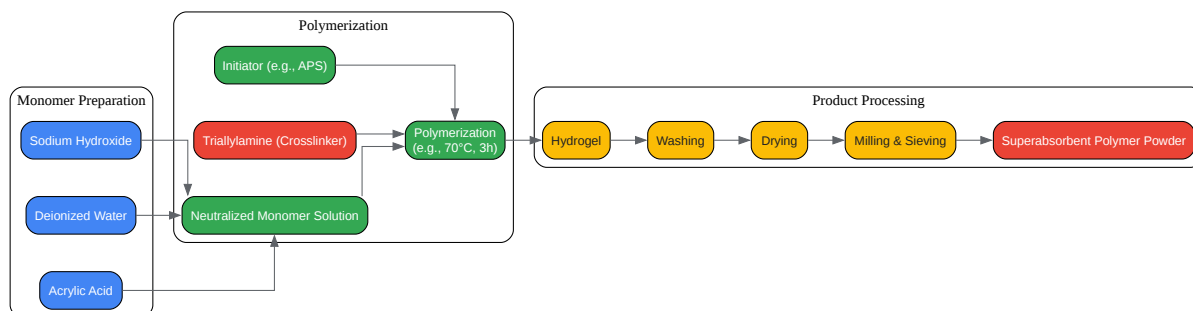 Polymerization
Initiator (e.g., APS)
Monomer Preparation
Product Processing
Sodium Hydroxide
Triallylamine (Crosslinker)
Polymerization
(e.g., 70°C, 3h)
Hydrogel
Washing
Drying
Milling & Sieving
Superabsorbent Polymer Powder
Deionized Water
Neutralized Monomer Solution
Acrylic Acid